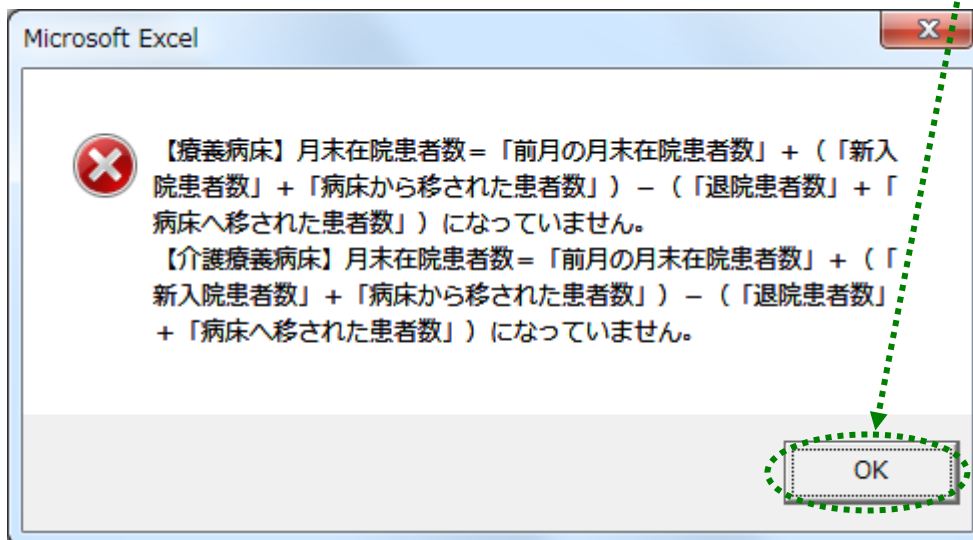 Microsoft Excel
【療養病床】月末在院患者数＝「前月の月末在院患者数」＋（「新入
院患者数」＋「病床から移された患者数」）－（「退院患者数」＋「
病床へ移された患者数」）になっていません。
【介護療養病床】月末在院患者数＝「前月の月末在院患者数」＋（「
新入院患者数」＋「病床から移された患者数」）－（「退院患者数」
＋「病床へ移された患者数」）になっていません。
OK